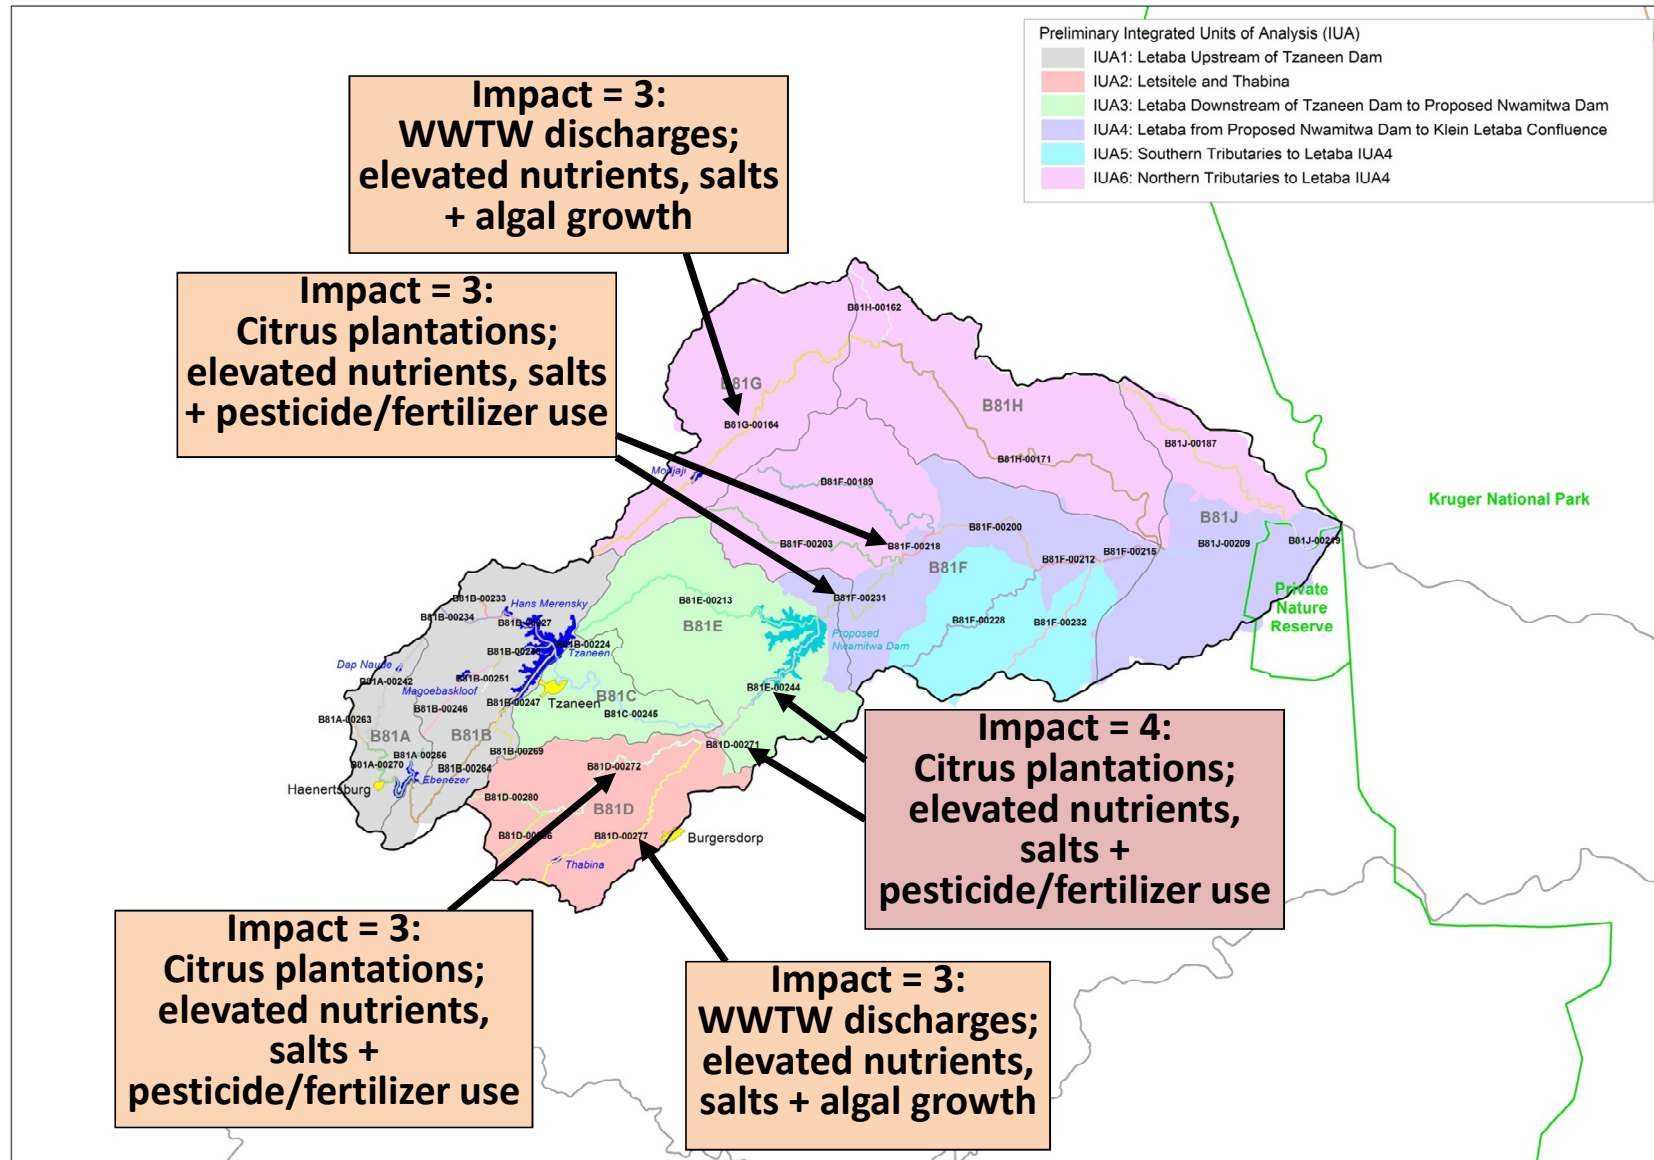 Preliminary Integrated Units of Analysis (IUA)
IUA1: Letaba Upstream of Tzaneen Dam
IUA2: Letsitele and Thabina
IUA3: Letaba Downstream of Tzaneen Dam to Proposed Nwamitwa Dam
IUA4: Letaba from Proposed Nwamitwa Dam to Klein Letaba Confluence
IUA5: Southern Tributaries to Letaba IUA4
IUA6: Northern Tributaries to Letaba IUA4
Impact = 3:
WWTW discharges;
elevated nutrients, salts
+ algal growth
Impact = 3:
Citrus plantations;
elevated nutrients, salts
+ pesticide/fertilizer use
B81H-00162
B81G
B81H
B81G-00164
B81J-00187
B81H-00171
Modjaji
B81F-00189
Kruger National Park
B81J
B81F-00200
B81F-00203
B81F-00218
B81F-00215
B81J-00209
B81J-00219
B81F-00212
B81F
Private
Nature
Reserve
B81F-00231
B81F-00228
B81F-00232
B81E-00213
B81E
Proposed
Nwamitwa Dam
B81B-00233
Hans Merensky
B81B-00234
B81B-00227
B81B-00224
Tzaneen
Dap Naude
B81A-00242
B81B-00251
Magoebaskloof
B81E-00244
B81B-00247
Tzaneen
B81C
B81C-00245
B81B-00246
B81A-00263
B81A
B81B
B81D-00271
B81B-00269
B81A-00270
B81B-00264
Ebenezer
Haenertsburg
B81D-00272
B81D-00280
B81D
B81D-00277
Burgersdorp
Thabina
Impact = 4:
Citrus plantations;
elevated nutrients,
salts +
pesticide/fertilizer use
Impact = 3:
Citrus plantations;
elevated nutrients,
salts +
pesticide/fertilizer use
Impact = 3:
WWTW discharges;
elevated nutrients,
salts + algal growth